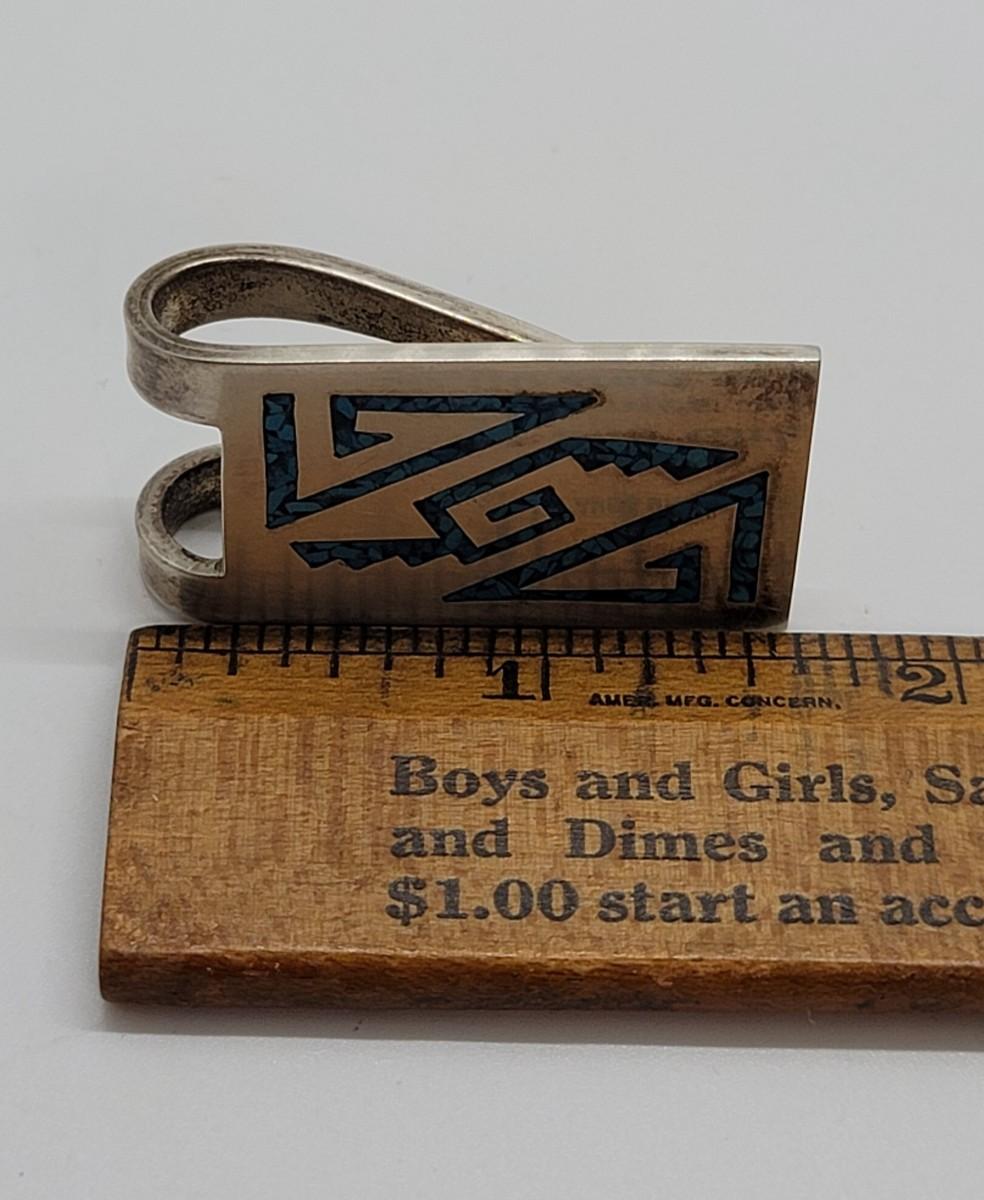 1 2
AMER. MFG. CONCERN.
Boys and Girls, Sa
and Dimes and
$1.00 start an acc